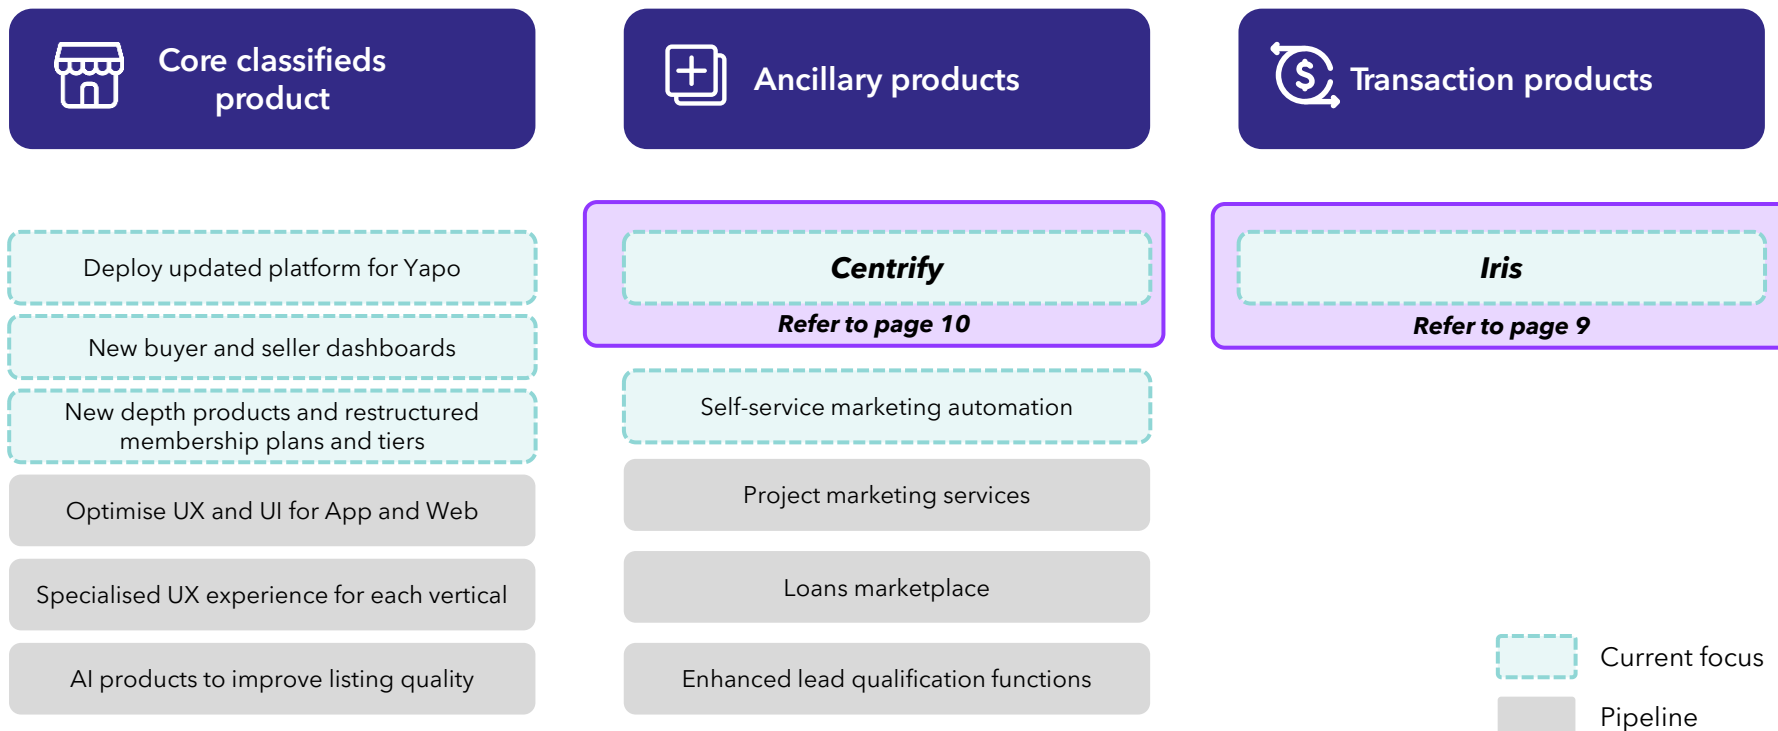 Core classifieds
product
Ancillary products
Transaction products
Deploy updated platform for Yapo
New buyer and seller dashboards
New depth products and restructured
membership plans and tiers
Optimise UX and UI for App and Web
Specialised UX experience for each vertical
AI products to improve listing quality
Centrify
Refer to page 10
Self-service marketing automation
Project marketing services
Loans marketplace
Enhanced lead qualification functions
Iris
Refer to page 9
Current focus
Pipeline